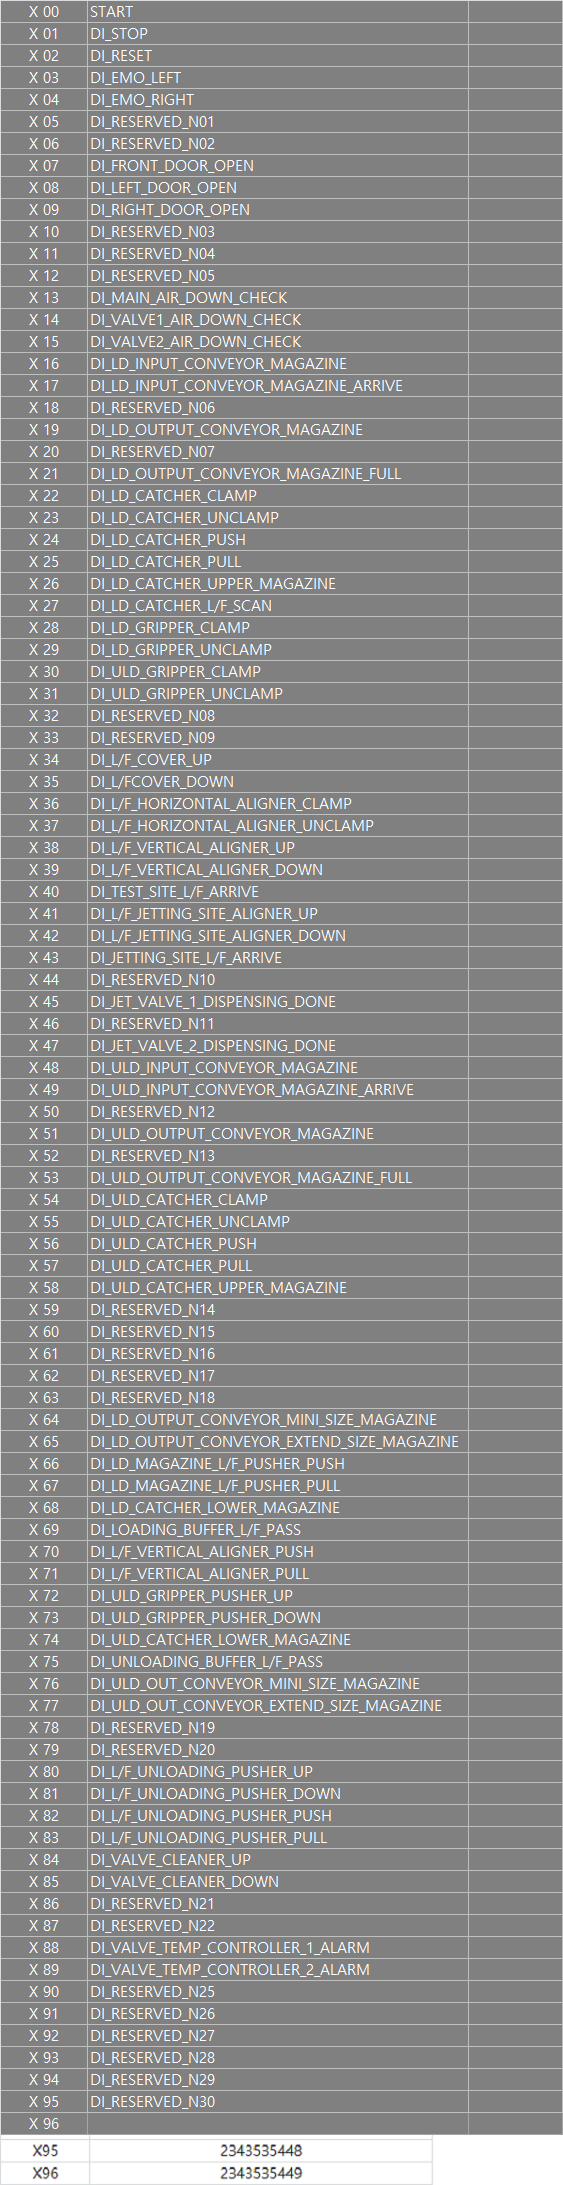 X 00 START
X 01 DI_STOP
X 02 DI_RESET
X 03 DI_EMO_LEFT
X 04 DI_EMO_RIGHT
X 05 DI_RESERVED_N01
X 06 DI_RESERVED_N02
X 07 DI_FRONT_DOOR_OPEN
X 08 DI_LEFT_DOOR_OPEN
X 09 DI_RIGHT_DOOR_OPEN
X 10 DI_RESERVED_N03
X 11 DI_RESERVED_N04
X 12 DI_RESERVED_N05
X 13 DI_MAIN_AIR_DOWN_CHECK
X 14 DI_VALVE1_AIR_DOWN_CHECK
X 15 DI_VALVE2_AIR_DOWN_CHECK
X 16 DI_LD_INPUT_CONVEYOR_MAGAZINE
X 17 DI_LD_INPUT_CONVEYOR_MAGAZINE_ARRIVE
X 18 DI_RESERVED_N06
X 19 DI_LD_OUTPUT_CONVEYOR_MAGAZINE
X 20 DI_RESERVED_N07
X 21 DI_LD_OUTPUT_CONVEYOR_MAGAZINE_FULL
X 22 DI_LD_CATCHER_CLAMP
X 23 DI_LD_CATCHER_UNCLAMP
X 24 DI_LD_CATCHER_PUSH
X 25 DI_LD_CATCHER_PULL
X 26 DI_LD_CATCHER_UPPER_MAGAZINE
X 27 DI_LD_CATCHER_L/F_SCAN
X 28 DI_LD_GRIPPER_CLAMP
X 29 DI_LD_GRIPPER_UNCLAMP
X 30 DI_ULD_GRIPPER_CLAMP
X 31 DI_ULD_GRIPPER_UNCLAMP
X 32 DI_RESERVED_N08
X 33 DI_RESERVED_N09
X 34 DI_L/F_COVER_UP
X 35 DI_L/FCOVER_DOWN
X 36 DI_L/F_HORIZONTAL_ALIGNER_CLAMP
X 37 DI_L/F_HORIZONTAL_ALIGNER_UNCLAMP
X 38 DI_L/F_VERTICAL_ALIGNER_UP
X 39 DI_L/F_VERTICAL_ALIGNER_DOWN
X 40 DI_TEST_SITE_L/F_ARRIVE
X 41 DI_L/F_JETTING_SITE_ALIGNER_UP
X 42 DI_L/F_JETTING_SITE_ALIGNER_DOWN
X 43 DI_JETTING_SITE_L/F_ARRIVE
X 44 DI_RESERVED_N10
X 45 DI_JET_VALVE_1_DISPENSING_DONE
X 46 DI_RESERVED_N11
X 47 DI_JET_VALVE_2_DISPENSING_DONE
X 48 DI_ULD_INPUT_CONVEYOR_MAGAZINE
X 49 DI_ULD_INPUT_CONVEYOR_MAGAZINE_ARRIVE
X 50 DI_RESERVED_N12
X 51 DI_ULD_OUTPUT_CONVEYOR_MAGAZINE
X 52 DI_RESERVED_N13
X 53 DI_ULD_OUTPUT_CONVEYOR_MAGAZINE_FULL
X 54 DI_ULD_CATCHER_CLAMP
X 55 DI_ULD_CATCHER_UNCLAMP
X 56 DI_ULD_CATCHER_PUSH
X 57 DI_ULD_CATCHER_PULL
X 58 DI_ULD_CATCHER_UPPER_MAGAZINE
X 59 DI_RESERVED_N14
X 60 DI_RESERVED_N15
X 61 DI_RESERVED_N16
X 62 DI_RESERVED_N17
X 63 DI_RESERVED_N18
X 64 DI_LD_OUTPUT_CONVEYOR_MINI_SIZE_MAGAZINE
X 65 DI_LD_OUTPUT_CONVEYOR_EXTEND_SIZE_MAGAZINE
X 66 DI_LD_MAGAZINE_L/F_PUSHER_PUSH
X 67 DI_LD_MAGAZINE_L/F_PUSHER_PULL
X 68 DI_LD_CATCHER_LOWER_MAGAZINE
X 69 DI_LOADING_BUFFER_L/F_PASS
X 70 DI_L/F_VERTICAL_ALIGNER_PUSH
X 71 DI_L/F_VERTICAL_ALIGNER_PULL
X 72 DI_ULD_GRIPPER_PUSHER_UP
X 73 DI_ULD_GRIPPER_PUSHER_DOWN
X 74 DI_ULD_CATCHER_LOWER_MAGAZINE
X 75 DI_UNLOADING_BUFFER_L/F_PASS
X 76 DI_ULD_OUT_CONVEYOR_MINI_SIZE_MAGAZINE
X 77 DI_ULD_OUT_CONVEYOR_EXTEND_SIZE_MAGAZINE
X 78 DI_RESERVED_N19
X 79 DI_RESERVED_N20
X 80 DI_L/F_UNLOADING_PUSHER_UP
X 81 DI_L/F_UNLOADING_PUSHER_DOWN
X 82 DI_L/F_UNLOADING_PUSHER_PUSH
X 83 DI_L/F_UNLOADING_PUSHER_PULL
X 84 DI_VALVE_CLEANER_UP
X 85 DI_VALVE_CLEANER_DOWN
X 86 DI_RESERVED_N21
X 87 DI_RESERVED_N22
X 88 DI_VALVE_TEMP_CONTROLLER_1_ALARM
X 89 DI_VALVE_TEMP_CONTROLLER_2_ALARM
X 90 DI_RESERVED_N25
X 91 DI_RESERVED_N26
X 92 DI_RESERVED_N27
X 93 DI_RESERVED_N28
X 94 DI_RESERVED_N29
X 95 DI_RESERVED_N30
X 96
X95 2343535448
X96 2343535449